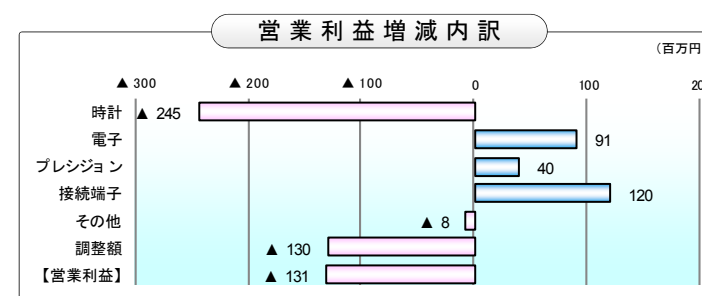 営業利益増減内訳
(百万円
▲ 300 ▲ 200 ▲ 100 0 100 20
時計 ▲ 245
電子 91
プレシジョン 40
接続端子 120
その他 ▲ 8
調整額 ▲ 130
【営業利益】 ▲ 131